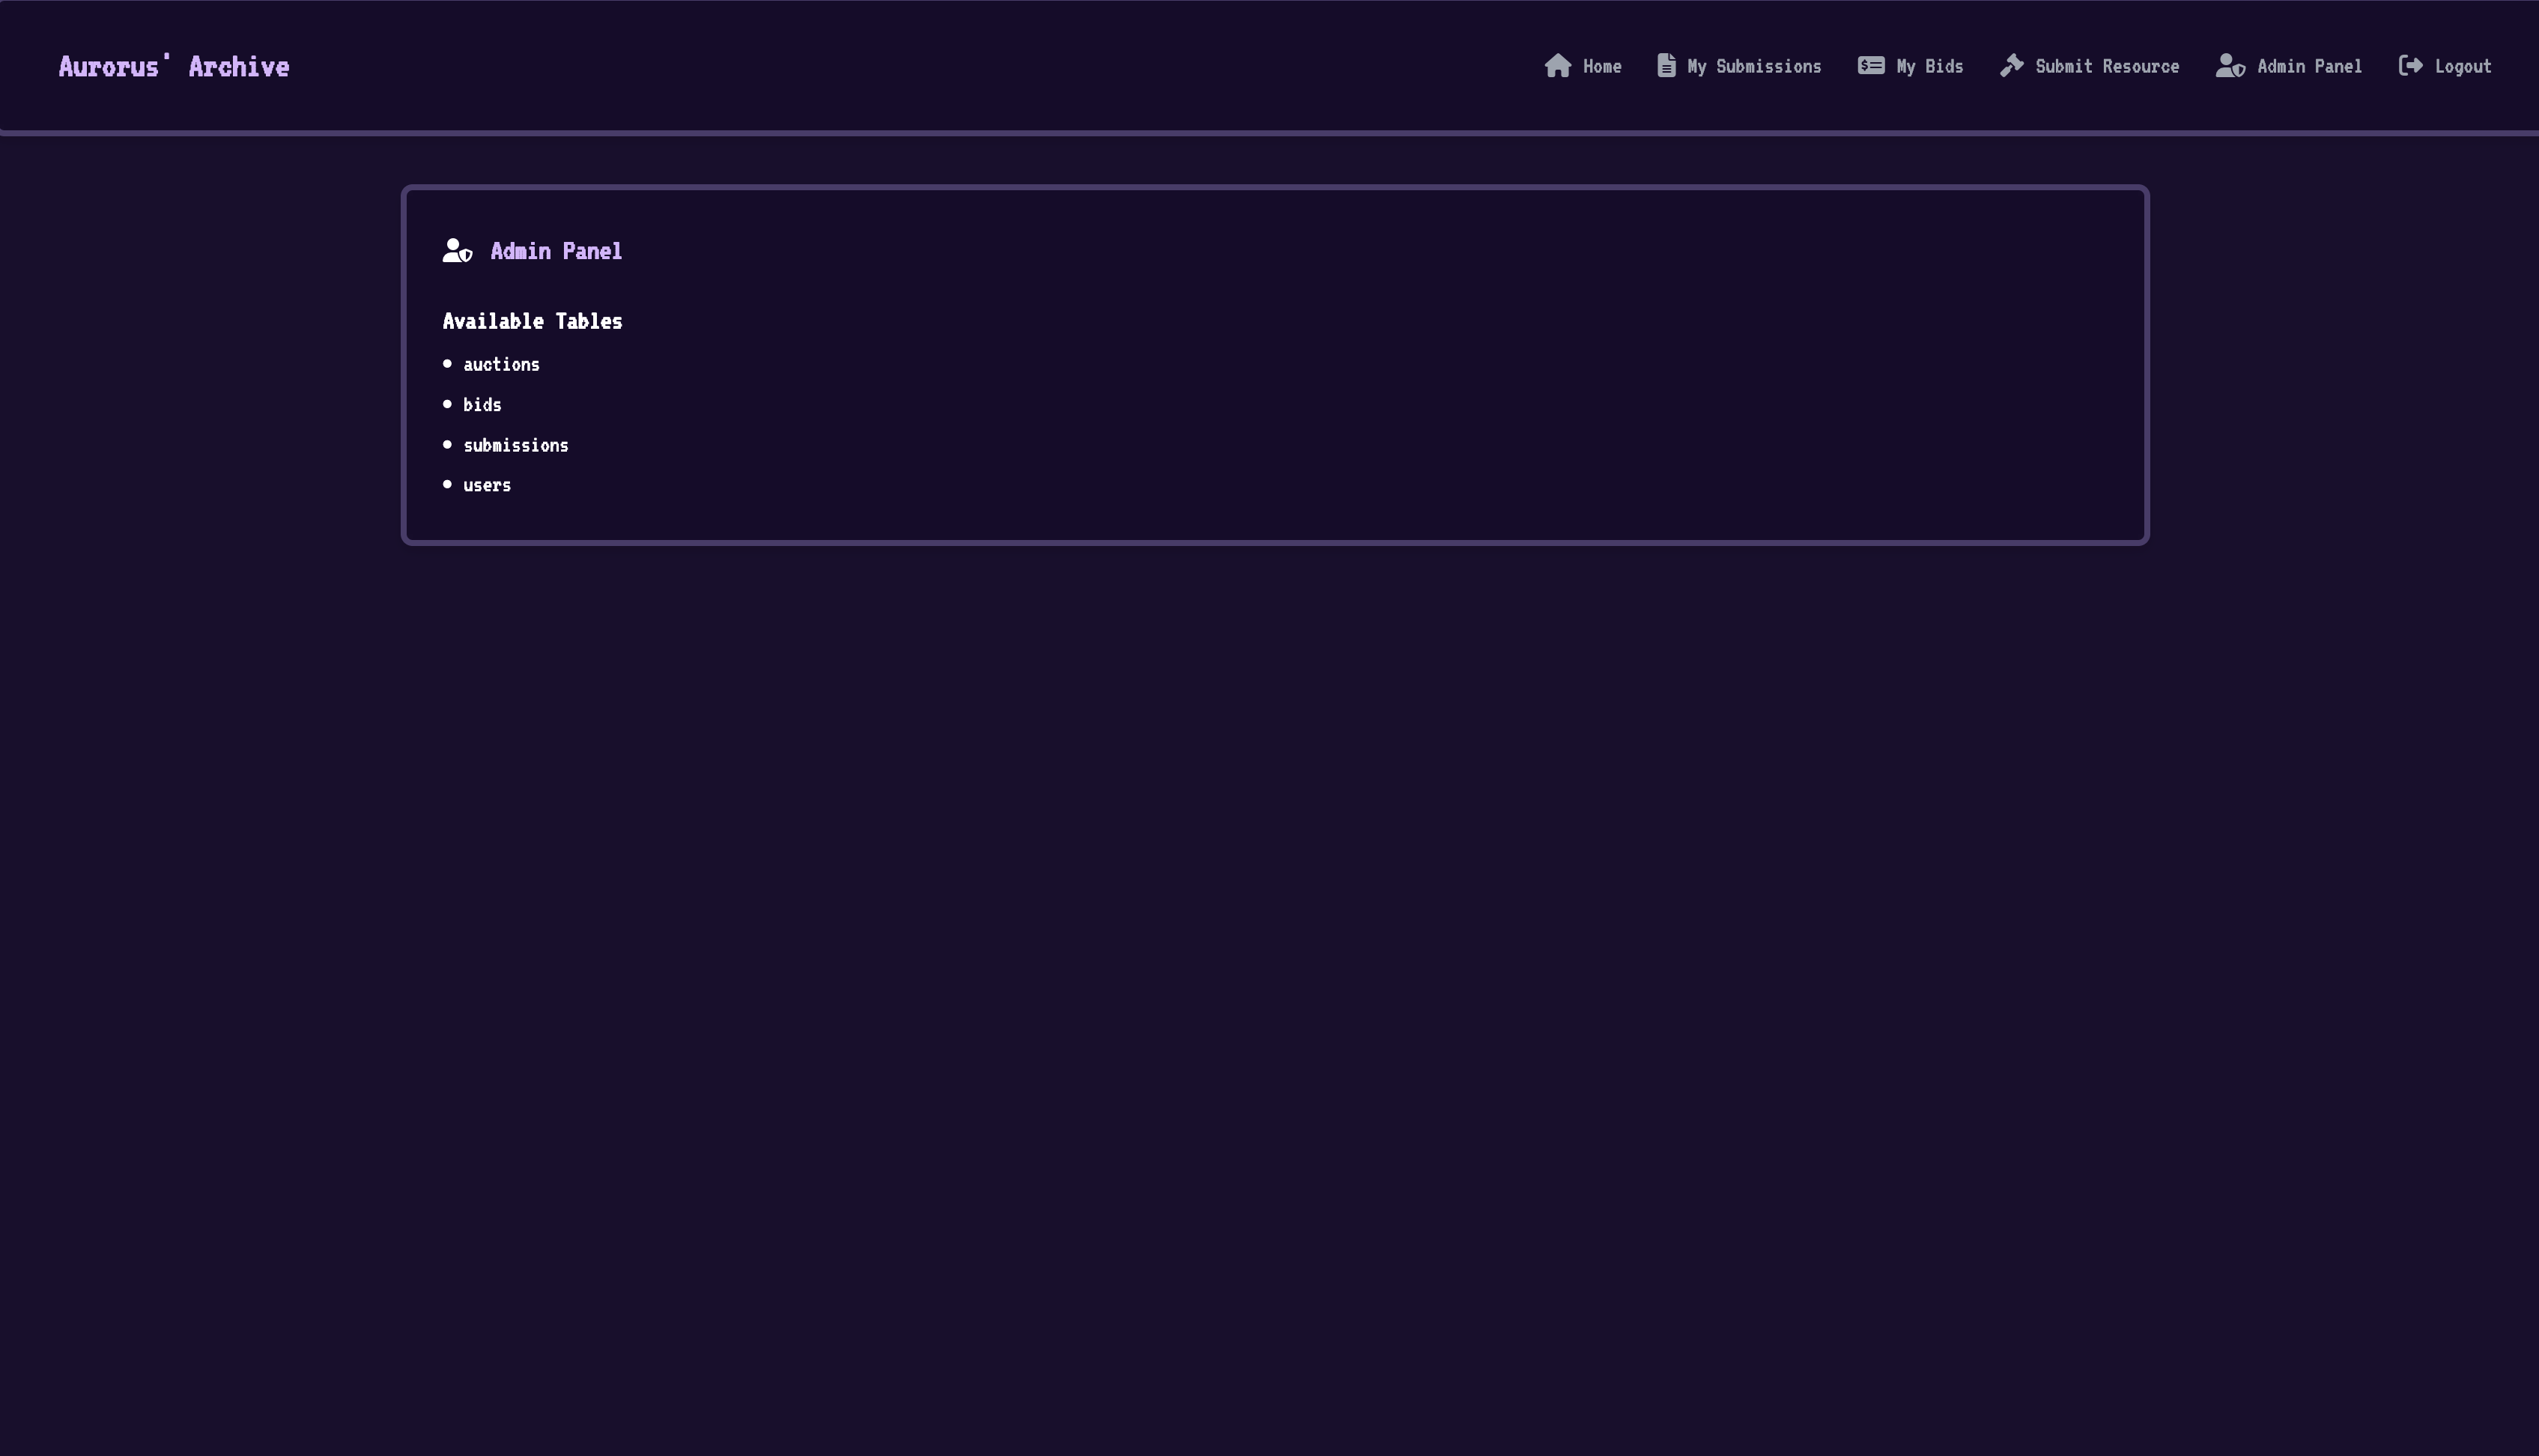 Aurorus' Archive
Home My Submissions My Bids Submit Resource Admin Panel Logout
Admin Panel
Available Tables
auctions
bids
submissions
users